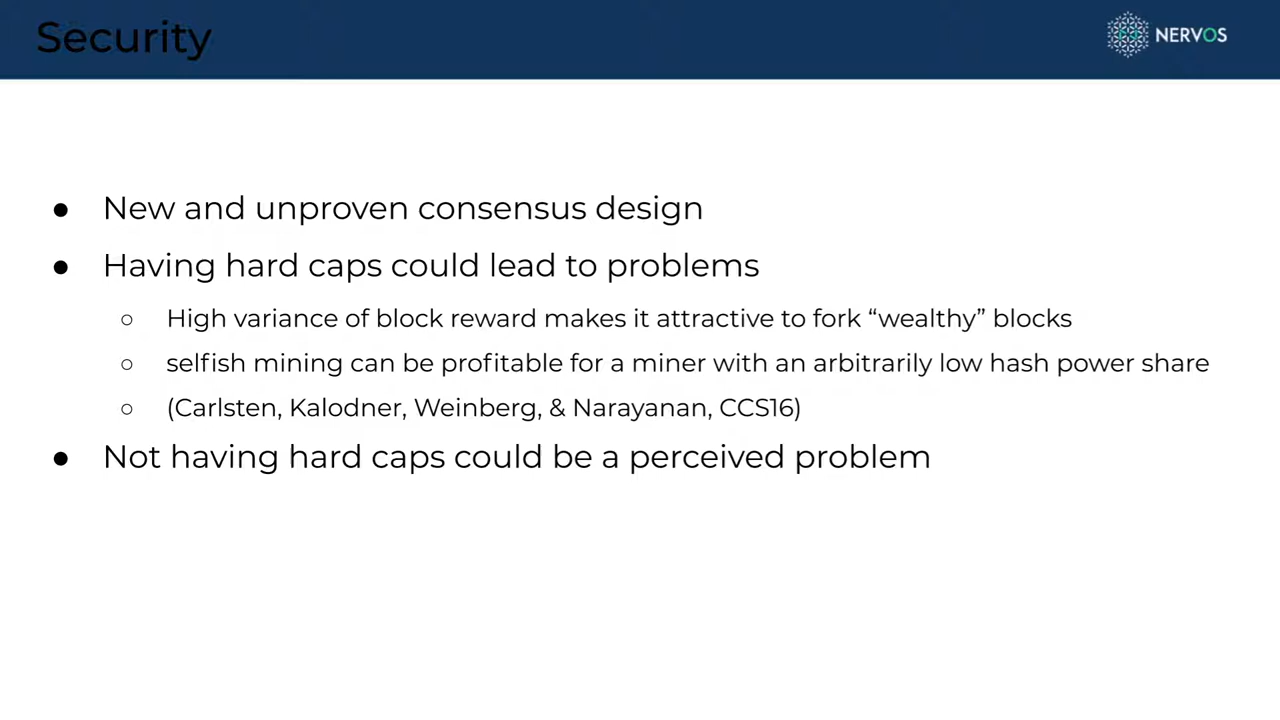 Security
NERVOS
● New and unproven consensus design
● Having hard caps could lead to problems
○ High variance of block reward makes it attractive to fork “wealthy” blocks
○ selfish mining can be profitable for a miner with an arbitrarily low hash power share
○ (Carlsten, Kalodner, Weinberg, & Narayanan, CCS16)
● Not having hard caps could be a perceived problem